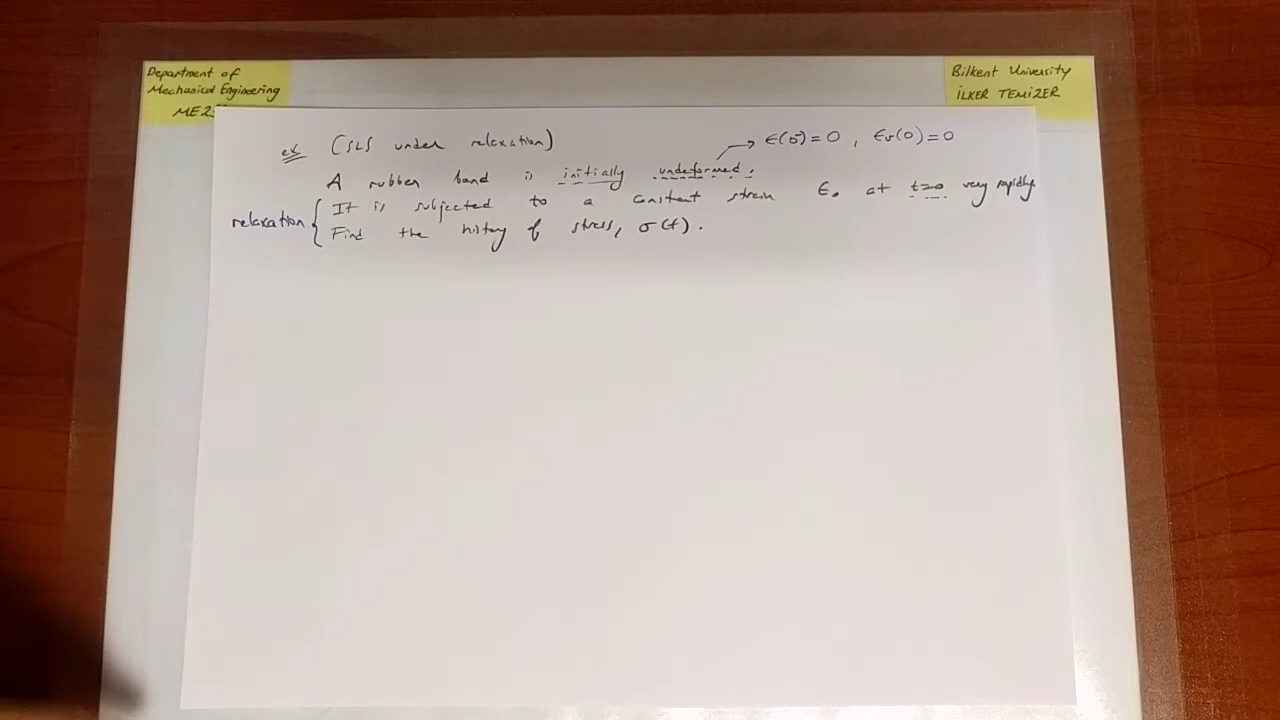 Department of
Mechanical Engineering
Bilkent University
İLKER TEMİZER
ex (SLS under relaxation)
→ ϵ(0⁻)=0 , ϵv(0)=0
A rubber band is initially undeformed.
relaxation { It is subjected to a constant strain ϵ₀ at t=0 very rapidly.
Find the history of stress, σ(t).